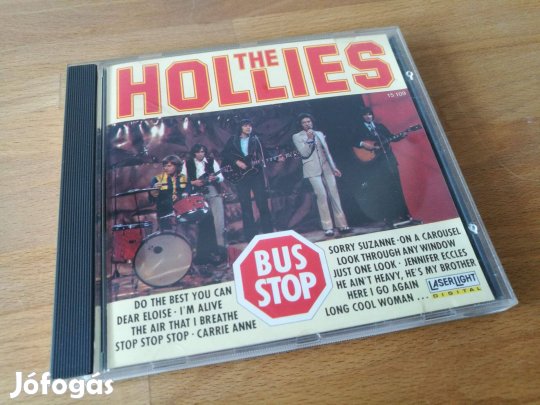 THE
HOLLIES
15 109
BUS
STOP
DO THE BEST YOU CAN
DEAR ELOISE · I'M ALIVE
THE AIR THAT I BREATHE
STOP STOP STOP · CARRIE ANNE
SORRY SUZANNE · ON A CAROUSEL
LOOK THROUGH ANY WINDOW
JUST ONE LOOK · JENNIFER ECCLES
HE AIN'T HEAVY, HE'S MY BROTHER
HERE I GO AGAIN
LONG COOL WOMAN ...
LASERLIGHT
DIGITAL
Jófogás